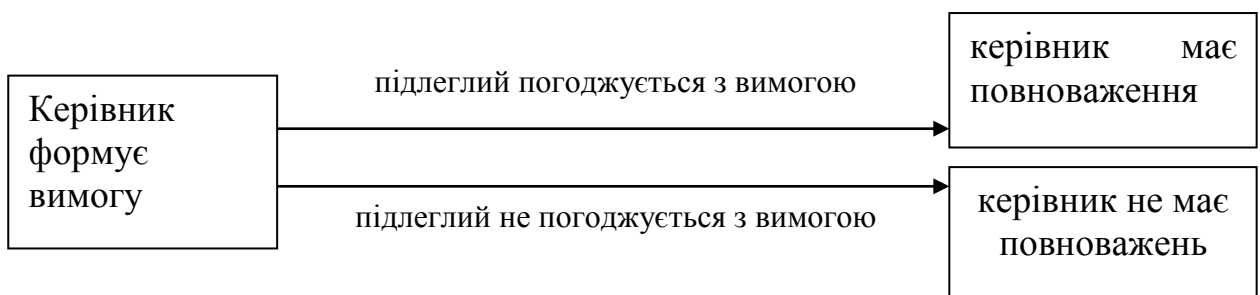 Керівник
формує
вимогу
підлеглий погоджується з вимогою
підлеглий не погоджується з вимогою
керівник має
повноваження
керівник не має
повноважень